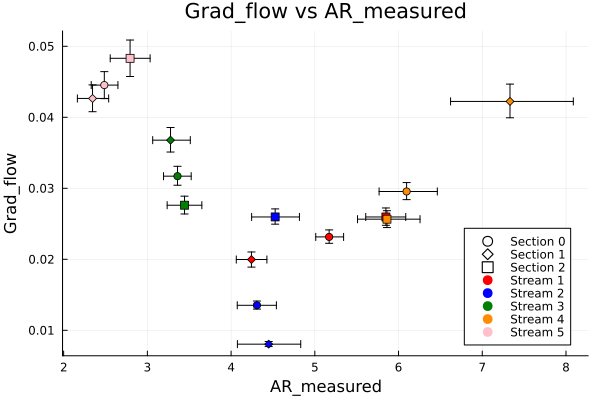 Grad_flow vs AR_measured
0.05
0.04
0.03
0.02
0.01
Grad_flow
2 3 4 5 6 7 8
AR_measured
Section 0
Section 1
Section 2
Stream 1
Stream 2
Stream 3
Stream 4
Stream 5